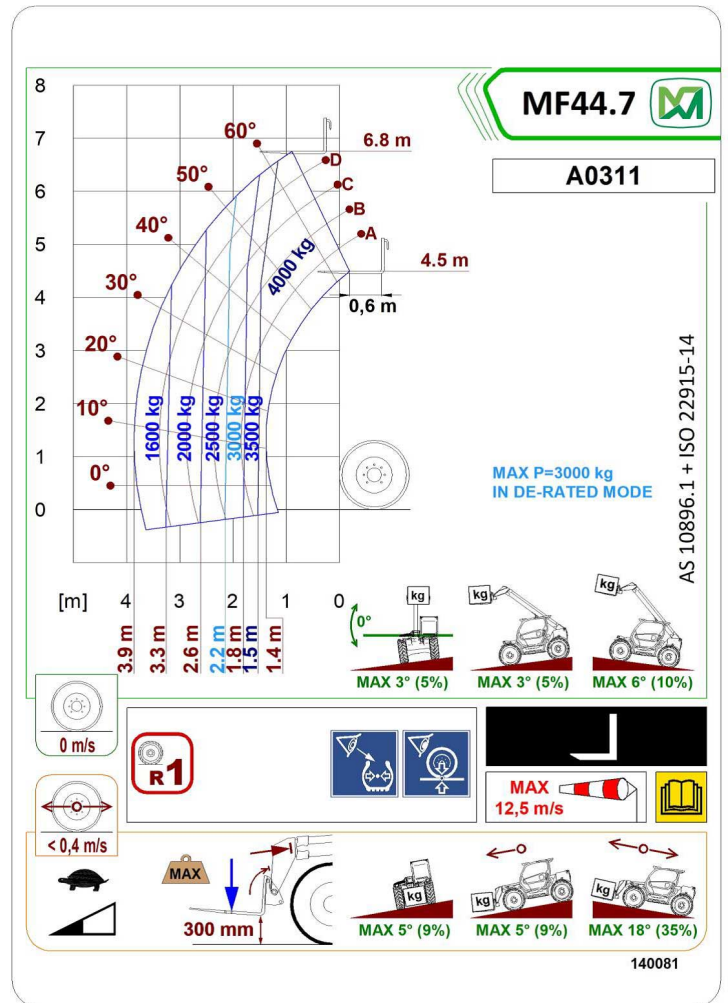 MF44.7
A0311
8
7
6
5
4
3
2
1
0
60°
50°
40°
30°
20°
10°
0°
6.8 m
D
C
B
A
4.5 m
0,6 m
4000 kg
1600 kg
2000 kg
2500 kg
3000 kg
3500 kg
MAX P=3000 kg
IN DE-RATED MODE
AS 10896.1 + ISO 22915-14
[m] 4 3 2 1 0
3.9 m
3.3 m
2.6 m
2.2 m
1.8 m
1.5 m
1.4 m
kg
0°
kg
kg
MAX 3° (5%)
MAX 3° (5%)
MAX 6° (10%)
0 m/s
R1
MAX
12,5 m/s
< 0,4 m/s
MAX
300 mm
kg
kg
kg
MAX 5° (9%)
MAX 5° (9%)
MAX 18° (35%)
140081